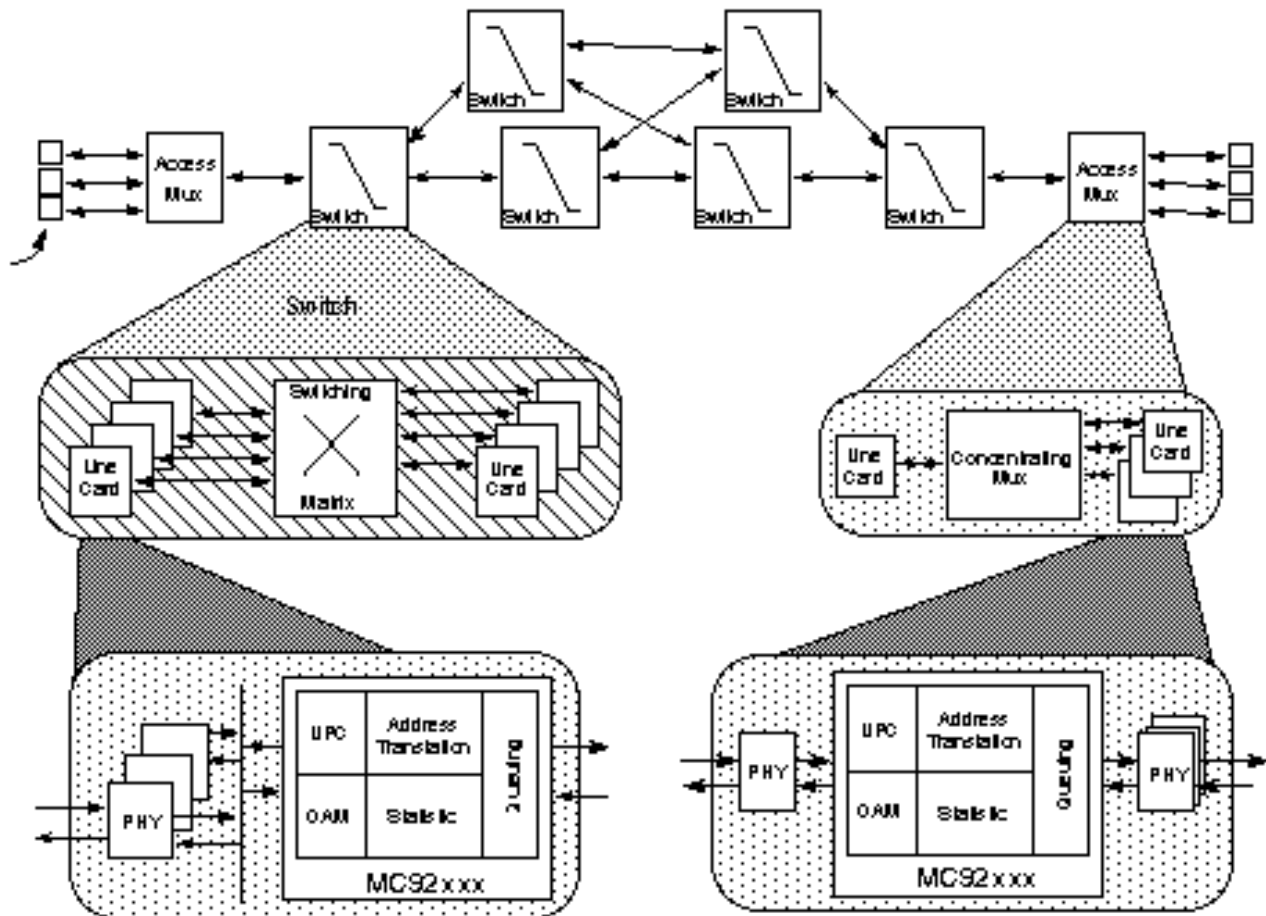 Switch
Switch
Access
Mux
Switch
Switch
Switch
Switch
Access
Mux
Switch
Switching
Matrix
Line
Card
Line
Card
Line
Card
Concentrating
Mux
Line
Card
UPC
Address
Translation
Queuing
OAM
Statistic
PHY
MC92xxx
PHY
UPC
Address
Translation
Queuing
OAM
Statistic
PHY
MC92xxx